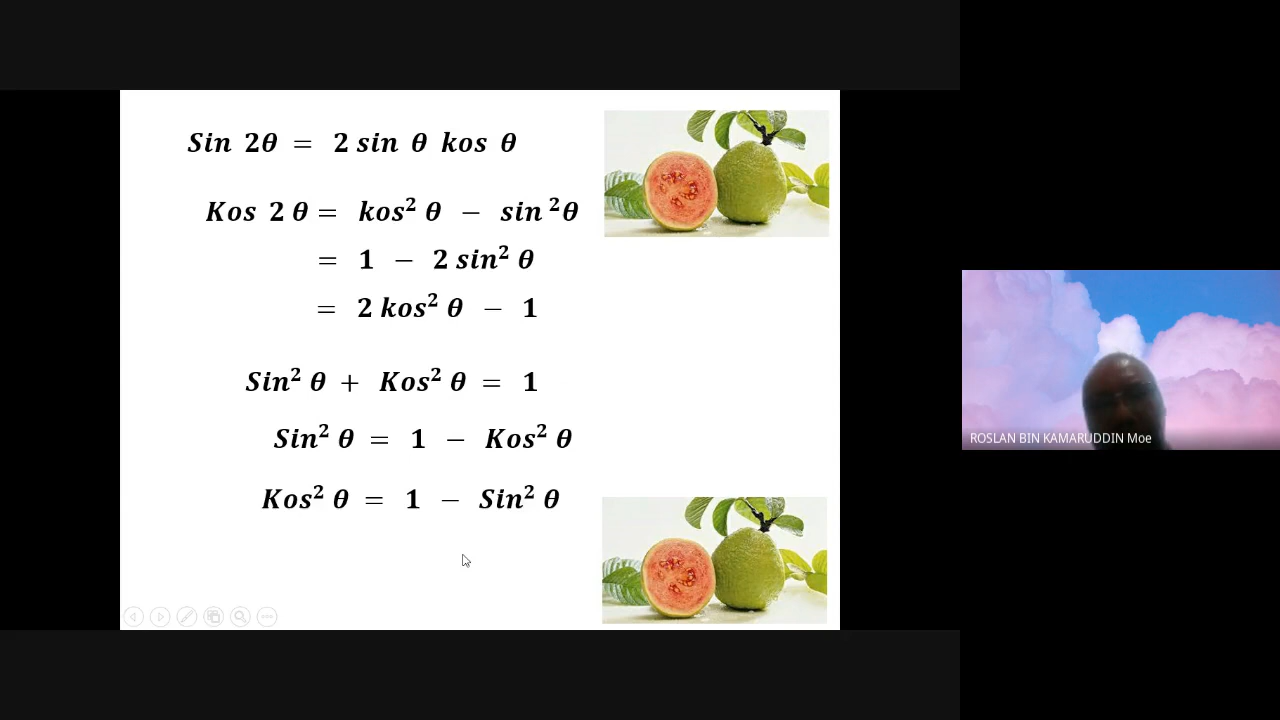 Sin 2θ = 2 sin θ kos θ
Kos 2 θ = kos² θ − sin ²θ
= 1 − 2 sin² θ
= 2 kos² θ − 1
Sin² θ + Kos² θ = 1
Sin² θ = 1 − Kos² θ
Kos² θ = 1 − Sin² θ
ROSLAN BIN KAMARUDDIN Moe